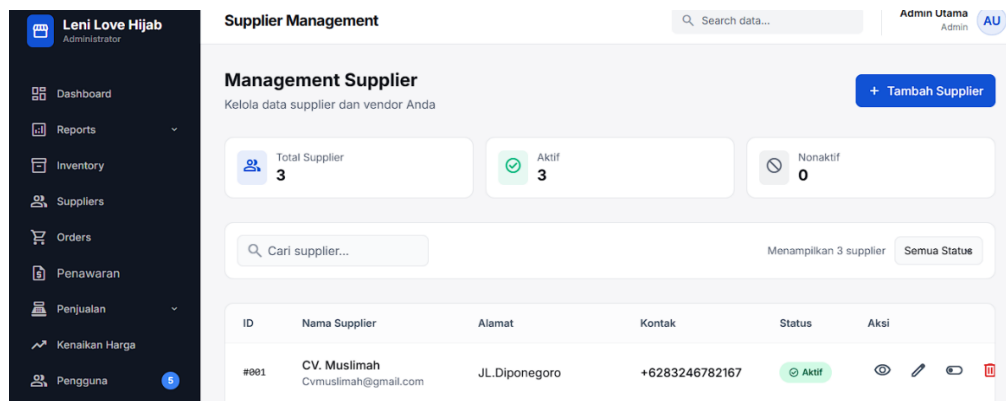 Leni Love Hijab
Administrator
Dashboard
Reports
Inventory
Suppliers
Orders
Penawaran
Penjualan
Kenaikan Harga
Pengguna 5
Supplier Management
Search data...
Admin Utama
Admin
AU
Management Supplier
Kelola data supplier dan vendor Anda
+ Tambah Supplier
Total Supplier
3
Aktif
3
Nonaktif
0
Cari supplier...
Menampilkan 3 supplier
Semua Status
ID Nama Supplier Alamat Kontak Status Aksi
#001 CV. Muslimah JL.Diponegoro +6283246782167 Aktif
Cvmuslimah@gmail.com